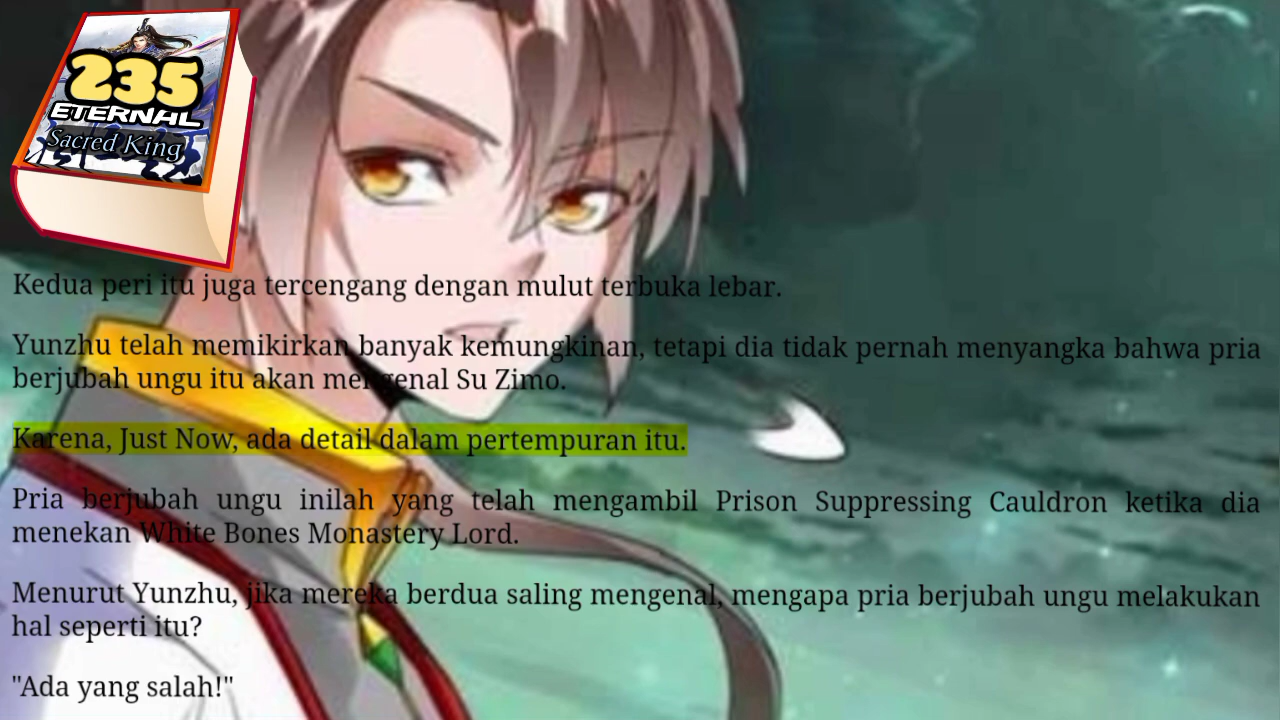 235
ETERNAL
Sacred King
Kedua peri itu juga tercengang dengan mulut terbuka lebar.
Yunzhu telah memikirkan banyak kemungkinan, tetapi dia tidak pernah menyangka bahwa pria
berjubah ungu itu akan mengenal Su Zimo.
Karena, Just Now, ada detail dalam pertempuran itu.
Pria berjubah ungu inilah yang telah mengambil Prison Suppressing Cauldron ketika dia
menekan White Bones Monastery Lord.
Menurut Yunzhu, jika mereka berdua saling mengenal, mengapa pria berjubah ungu melakukan
hal seperti itu?
"Ada yang salah!"